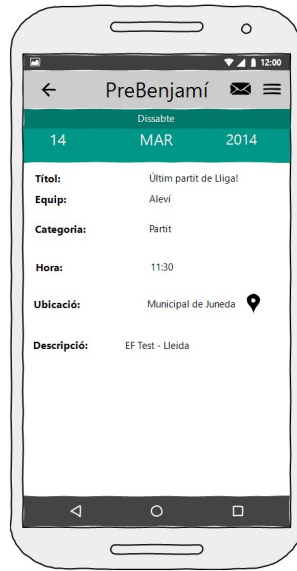 12:00
PreBenjamí
Dissabte
14 MAR 2014
Títol: Últim partit de Lliga!
Equip: Aleví
Categoria: Partit
Hora: 11:30
Ubicació: Municipal de Juneda
Descripció: EF Test - Lleida